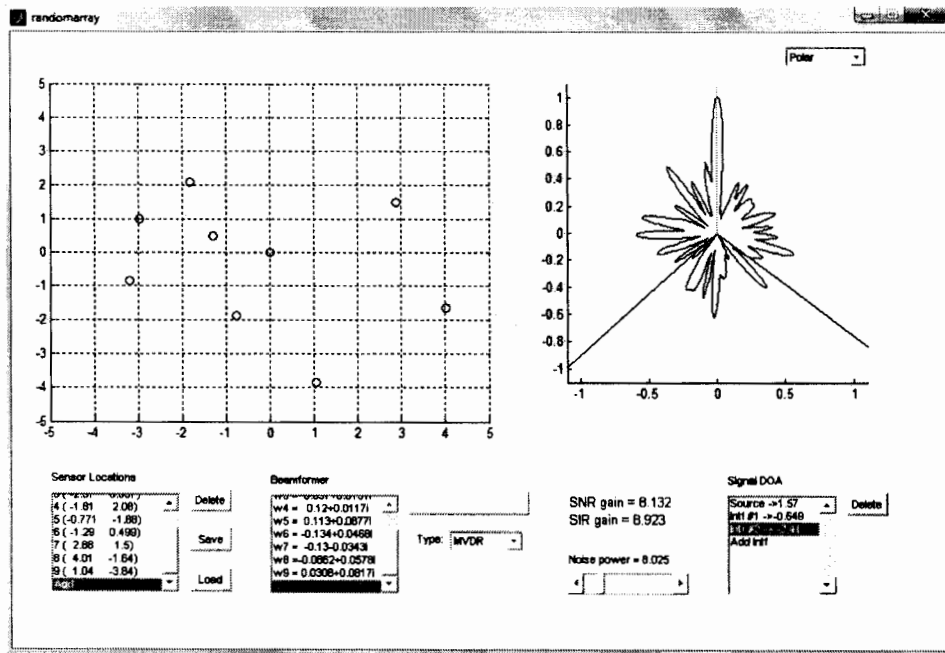 randomarray
Polar
5
4
3
2
1
0
-1
-2
-3
-4
-5
-5 -4 -3 -2 -1 0 1 2 3 4 5
1
0.8
0.6
0.4
0.2
0
-0.2
-0.4
-0.6
-0.8
-1
-1 -0.5 0 0.5 1
Sensor Locations
4 ( -1.81 2.08)
5 (-0.771 -1.88)
6 ( -1.29 0.499)
7 ( 2.88 1.5)
8 ( 4.01 -1.64)
9 ( 1.04 -3.84)
Add
Delete
Save
Load
Beamformer
w4 = 0.12+0.0117i
w5 = 0.113+0.0877i
w6 = -0.134+0.0468i
w7 = -0.13-0.0343i
w8 =-0.0862+0.0578i
w9 = 0.0308+0.0817i
Type: MVDR
SNR gain = 8.132
SIR gain = 8.923
Noise power = 8.025
Signal DOA
Source ->1.57
Intf #1 ->-0.649
Add Intf
Delete